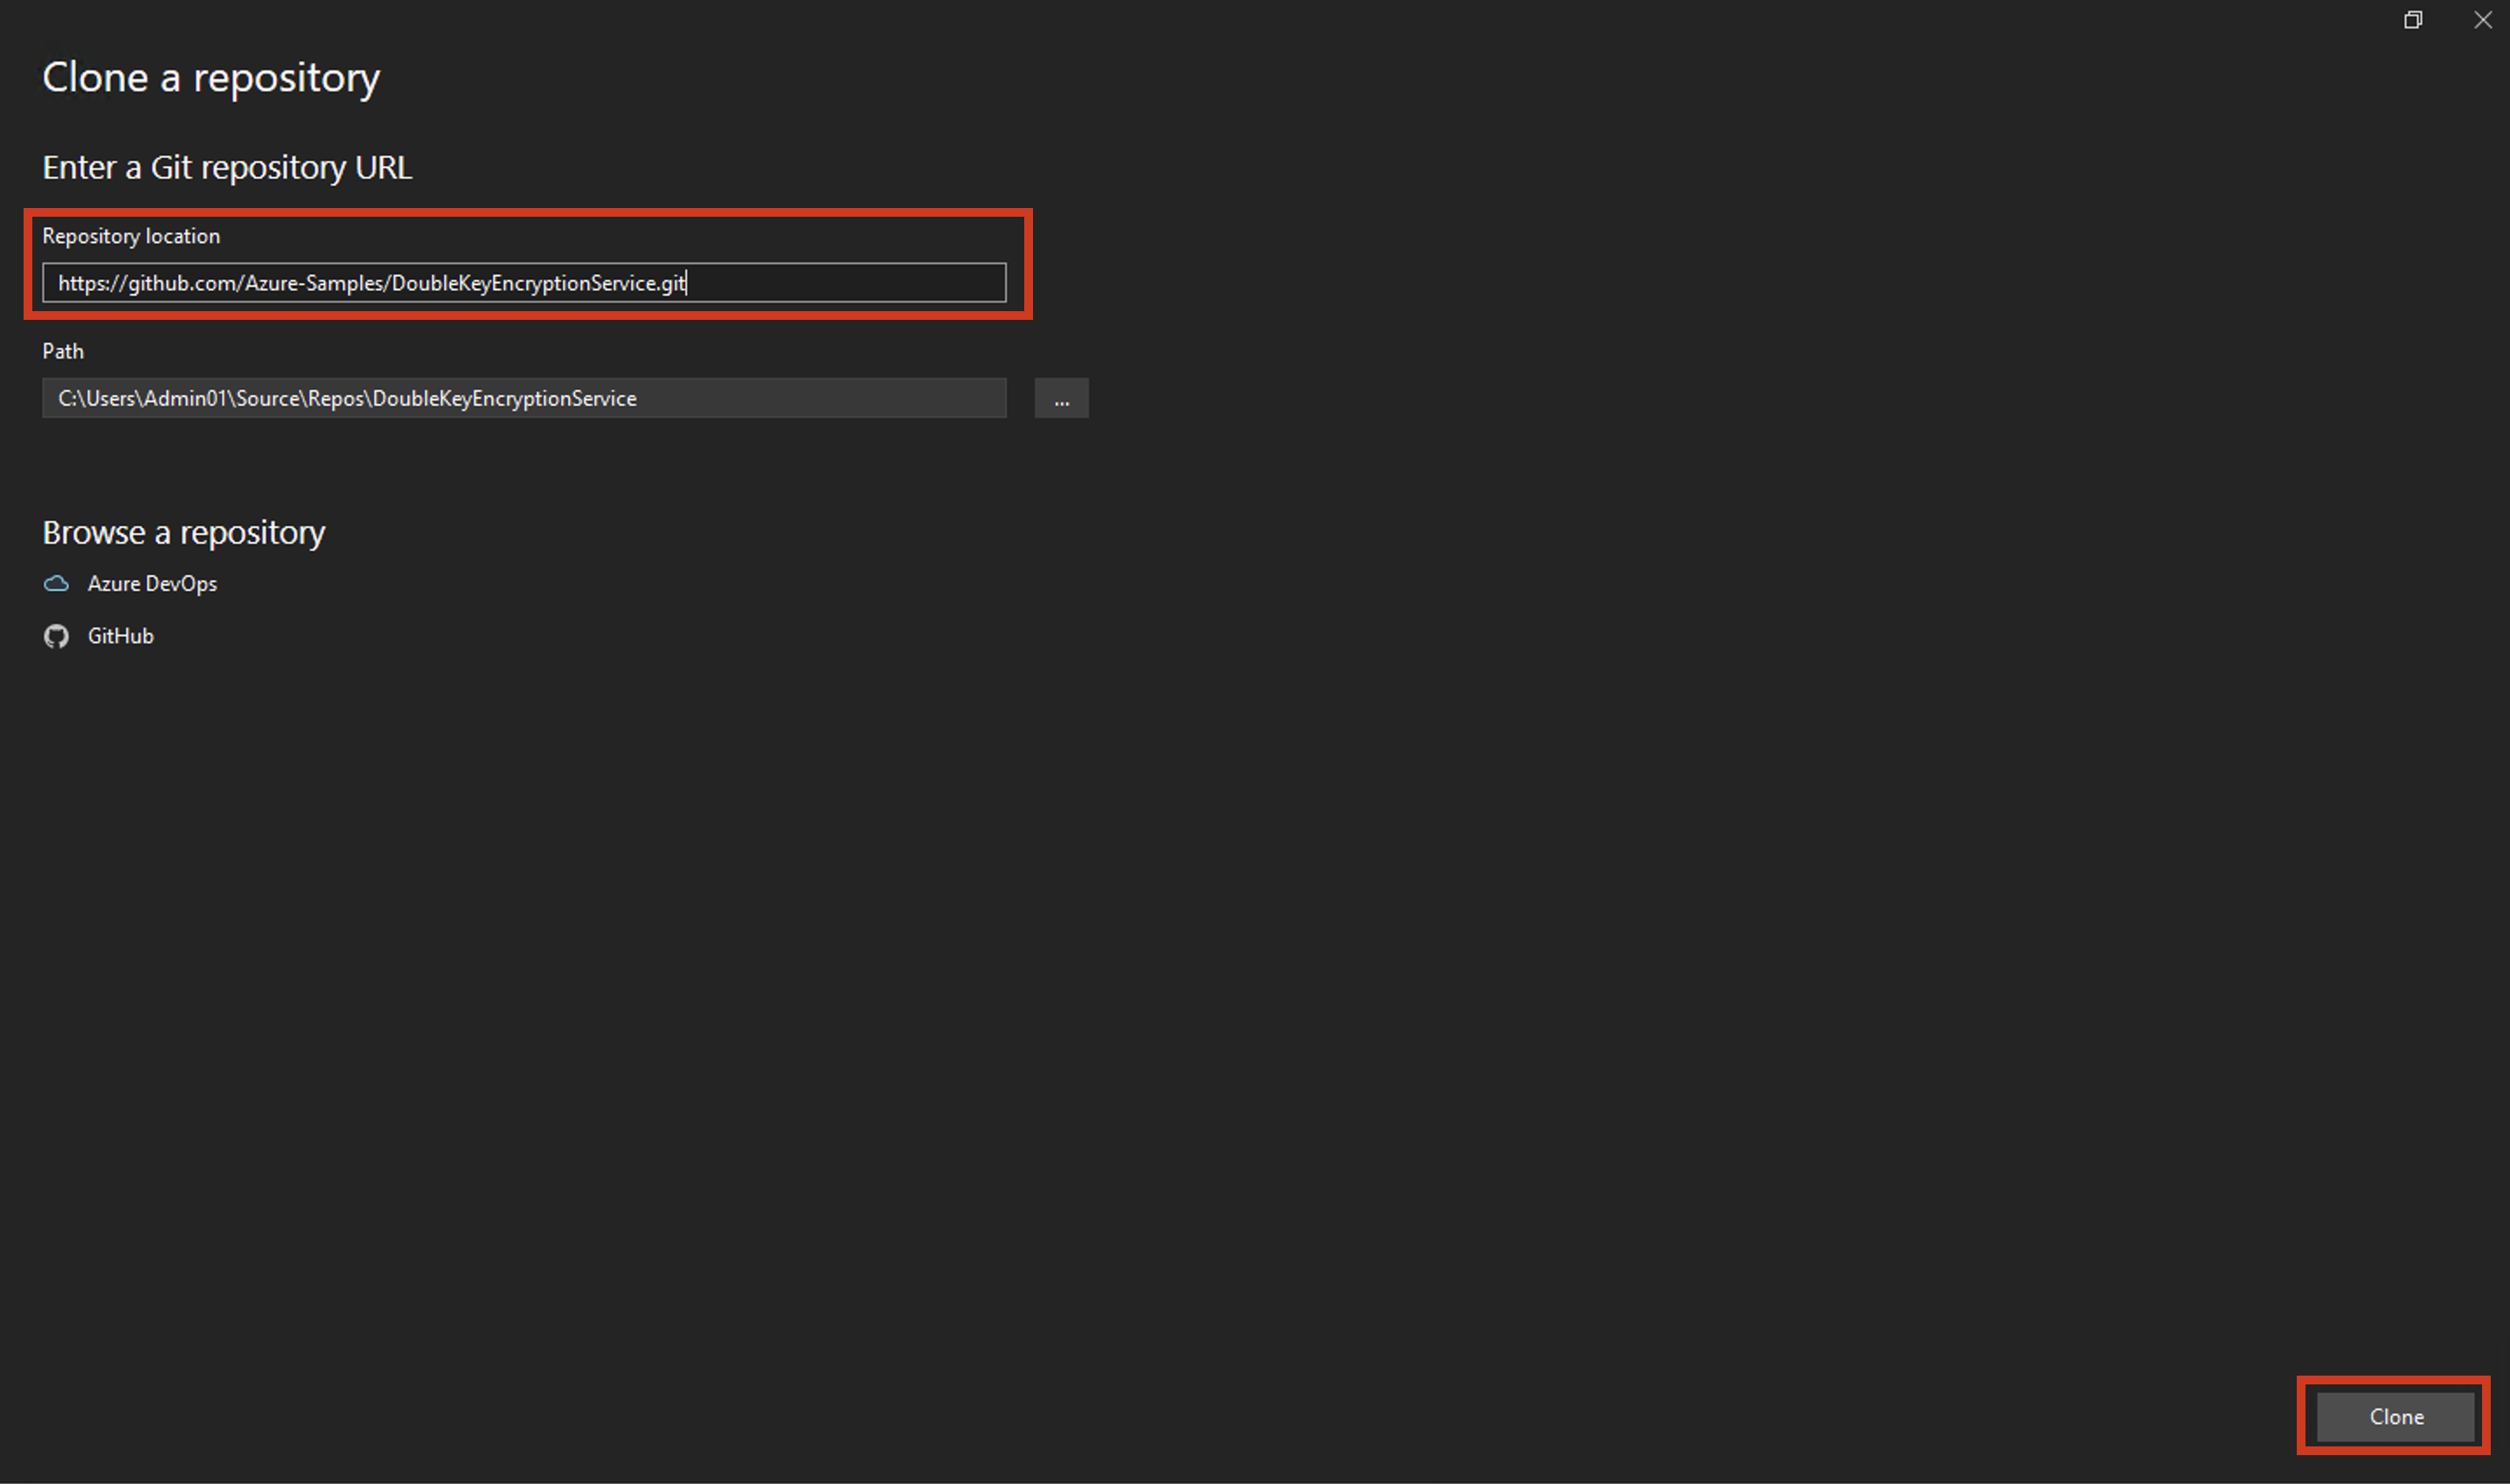 Clone a repository
Enter a Git repository URL
Repository location
https://github.com/Azure-Samples/DoubleKeyEncryptionService.git
Path
C:\Users\Admin01\Source\Repos\DoubleKeyEncryptionService
...
Browse a repository
Azure DevOps
GitHub
Clone